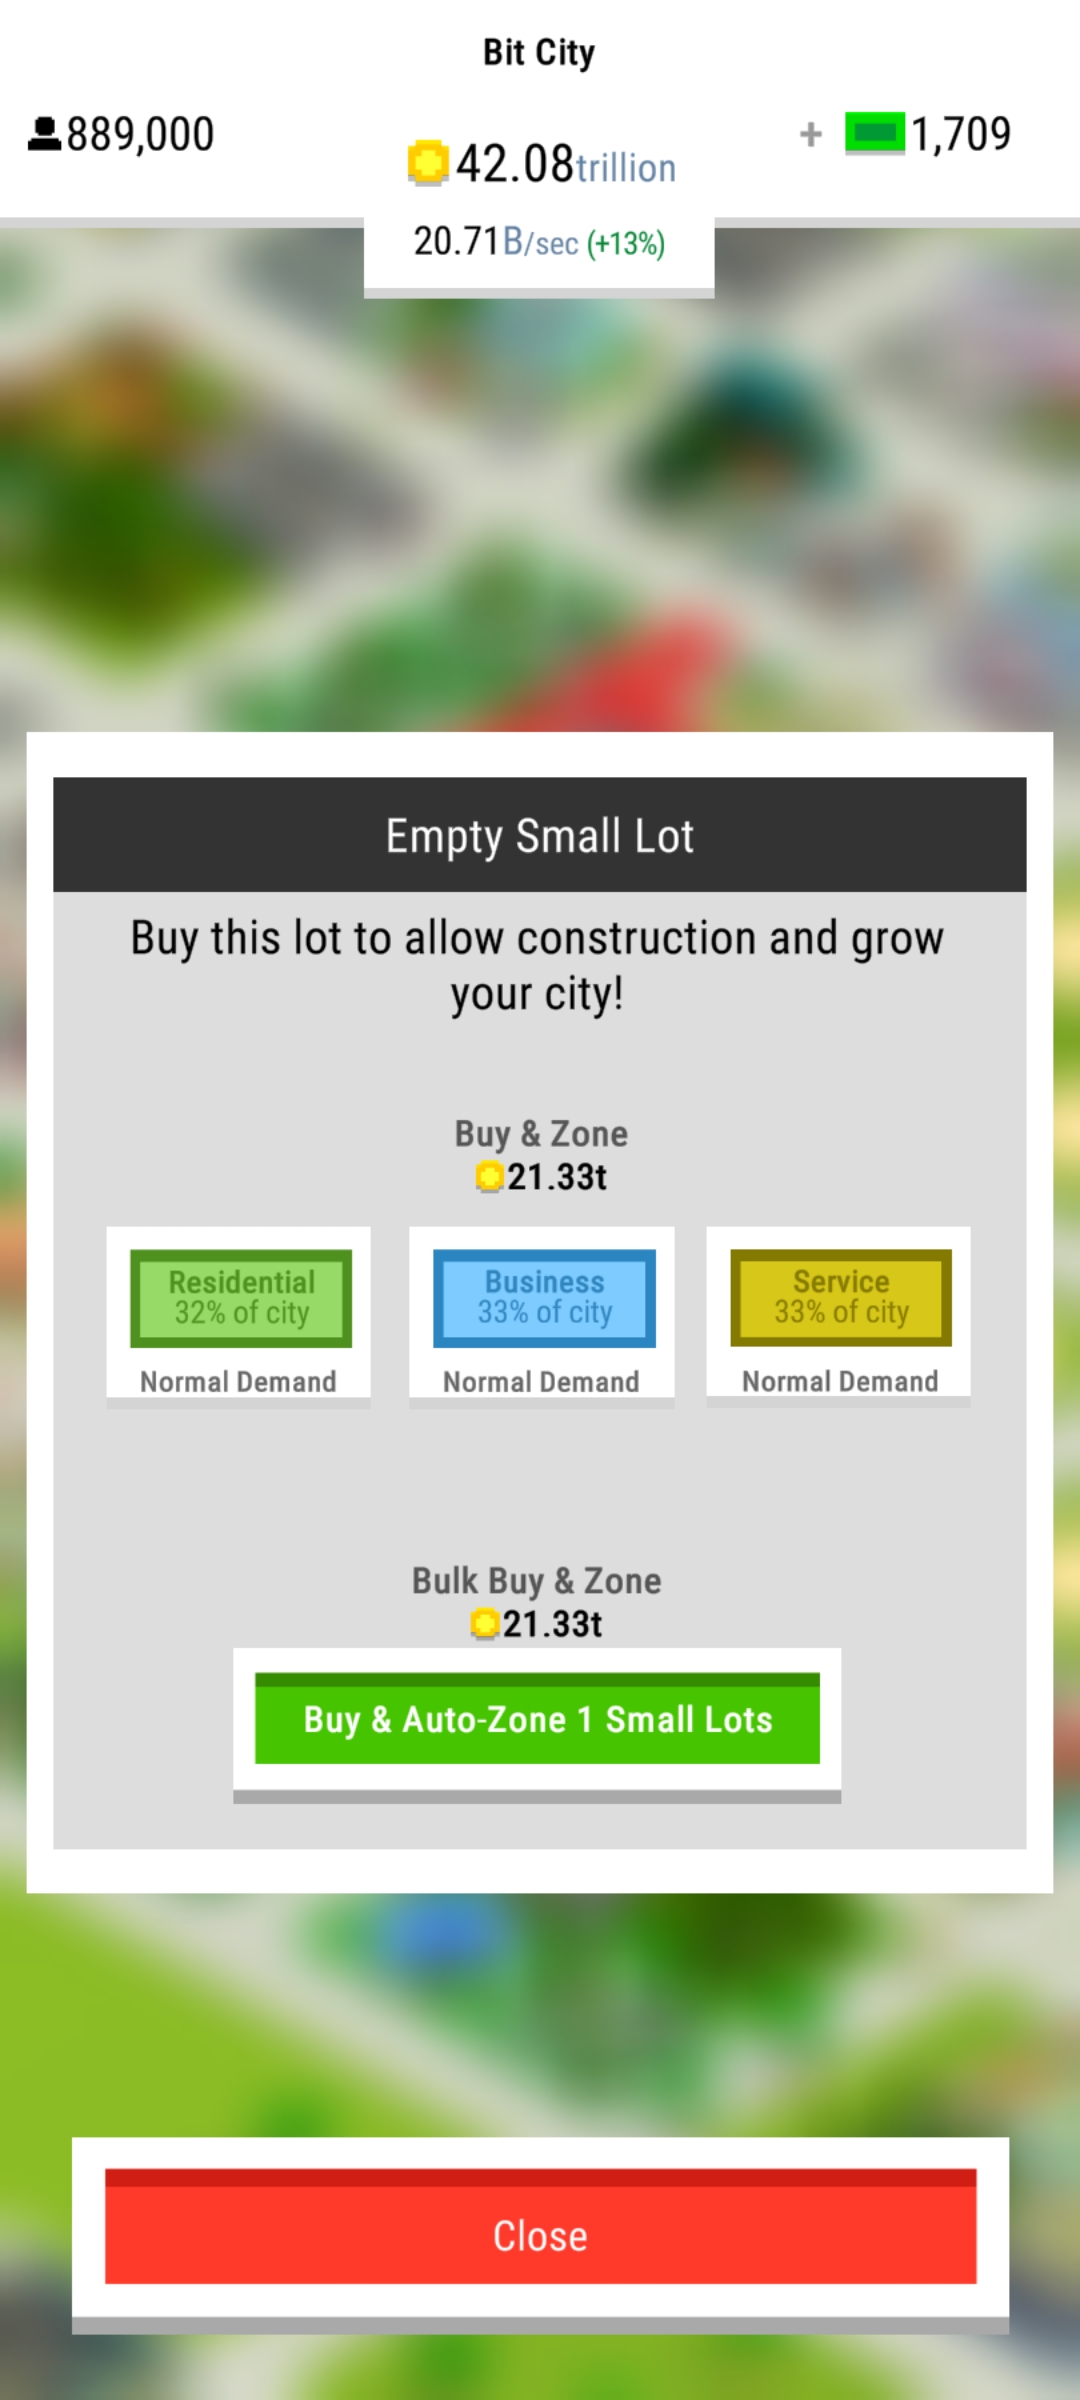 Bit City
889,000
+ 1,709
42.08trillion
20.71B/sec (+13%)
Empty Small Lot
Buy this lot to allow construction and grow
your city!
Buy & Zone
21.33t
Residential
32% of city
Normal Demand
Business
33% of city
Normal Demand
Service
33% of city
Normal Demand
Bulk Buy & Zone
21.33t
Buy & Auto-Zone 1 Small Lots
Close